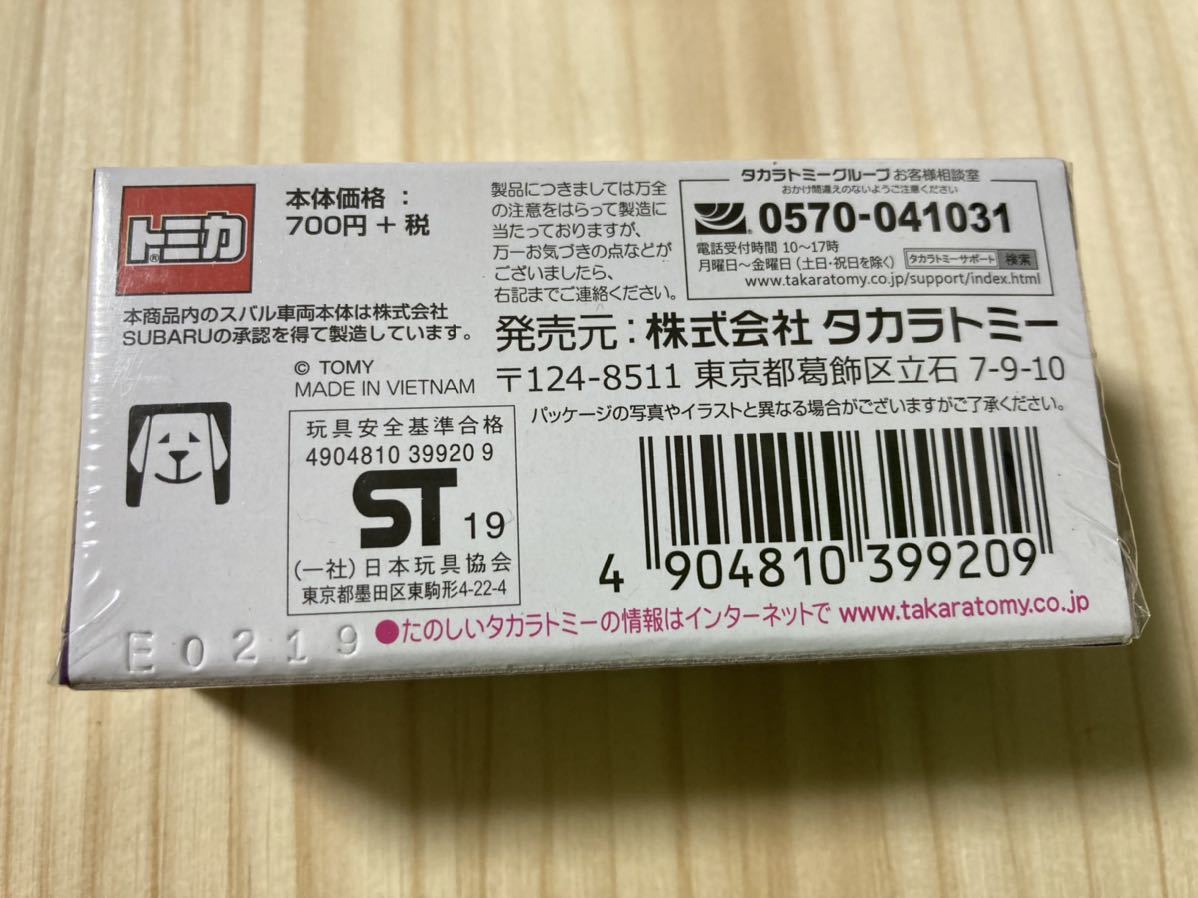 トミカ®
本体価格：
700円＋税
本商品内のスバル車両本体は株式会社
SUBARUの承認を得て製造しています。
© TOMY
MADE IN VIETNAM
製品につきましては万全
の注意をはらって製造に
当たっておりますが、
万一お気づきの点などが
ございましたら、
右記までご連絡ください。
タカラトミーグループ お客様相談室
おかけ間違えのないようご注意ください
0570-041031
電話受付時間 10〜17時
月曜日〜金曜日（土日・祝日を除く）
タカラトミーサポート 検索
www.takaratomy.co.jp/support/index.html
発売元：株式会社 タカラトミー
〒124-8511 東京都葛飾区立石 7-9-10
パッケージの写真やイラストと異なる場合がございますがご了承ください。
玩具安全基準合格
4904810 39920 9
ST 19
(一社) 日本玩具協会
東京都墨田区東駒形4-22-4
4 904810 399209
●たのしいタカラトミーの情報はインターネットで www.takaratomy.co.jp
E0219